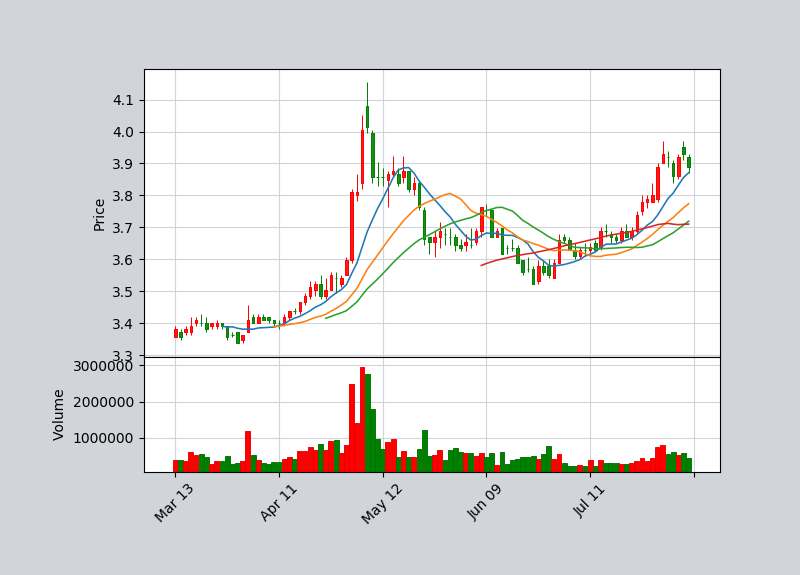 Price
4.1
4.0
3.9
3.8
3.7
3.6
3.5
3.4
3.3
Volume
3000000
2000000
1000000
Mar 13
Apr 11
May 12
Jun 09
Jul 11